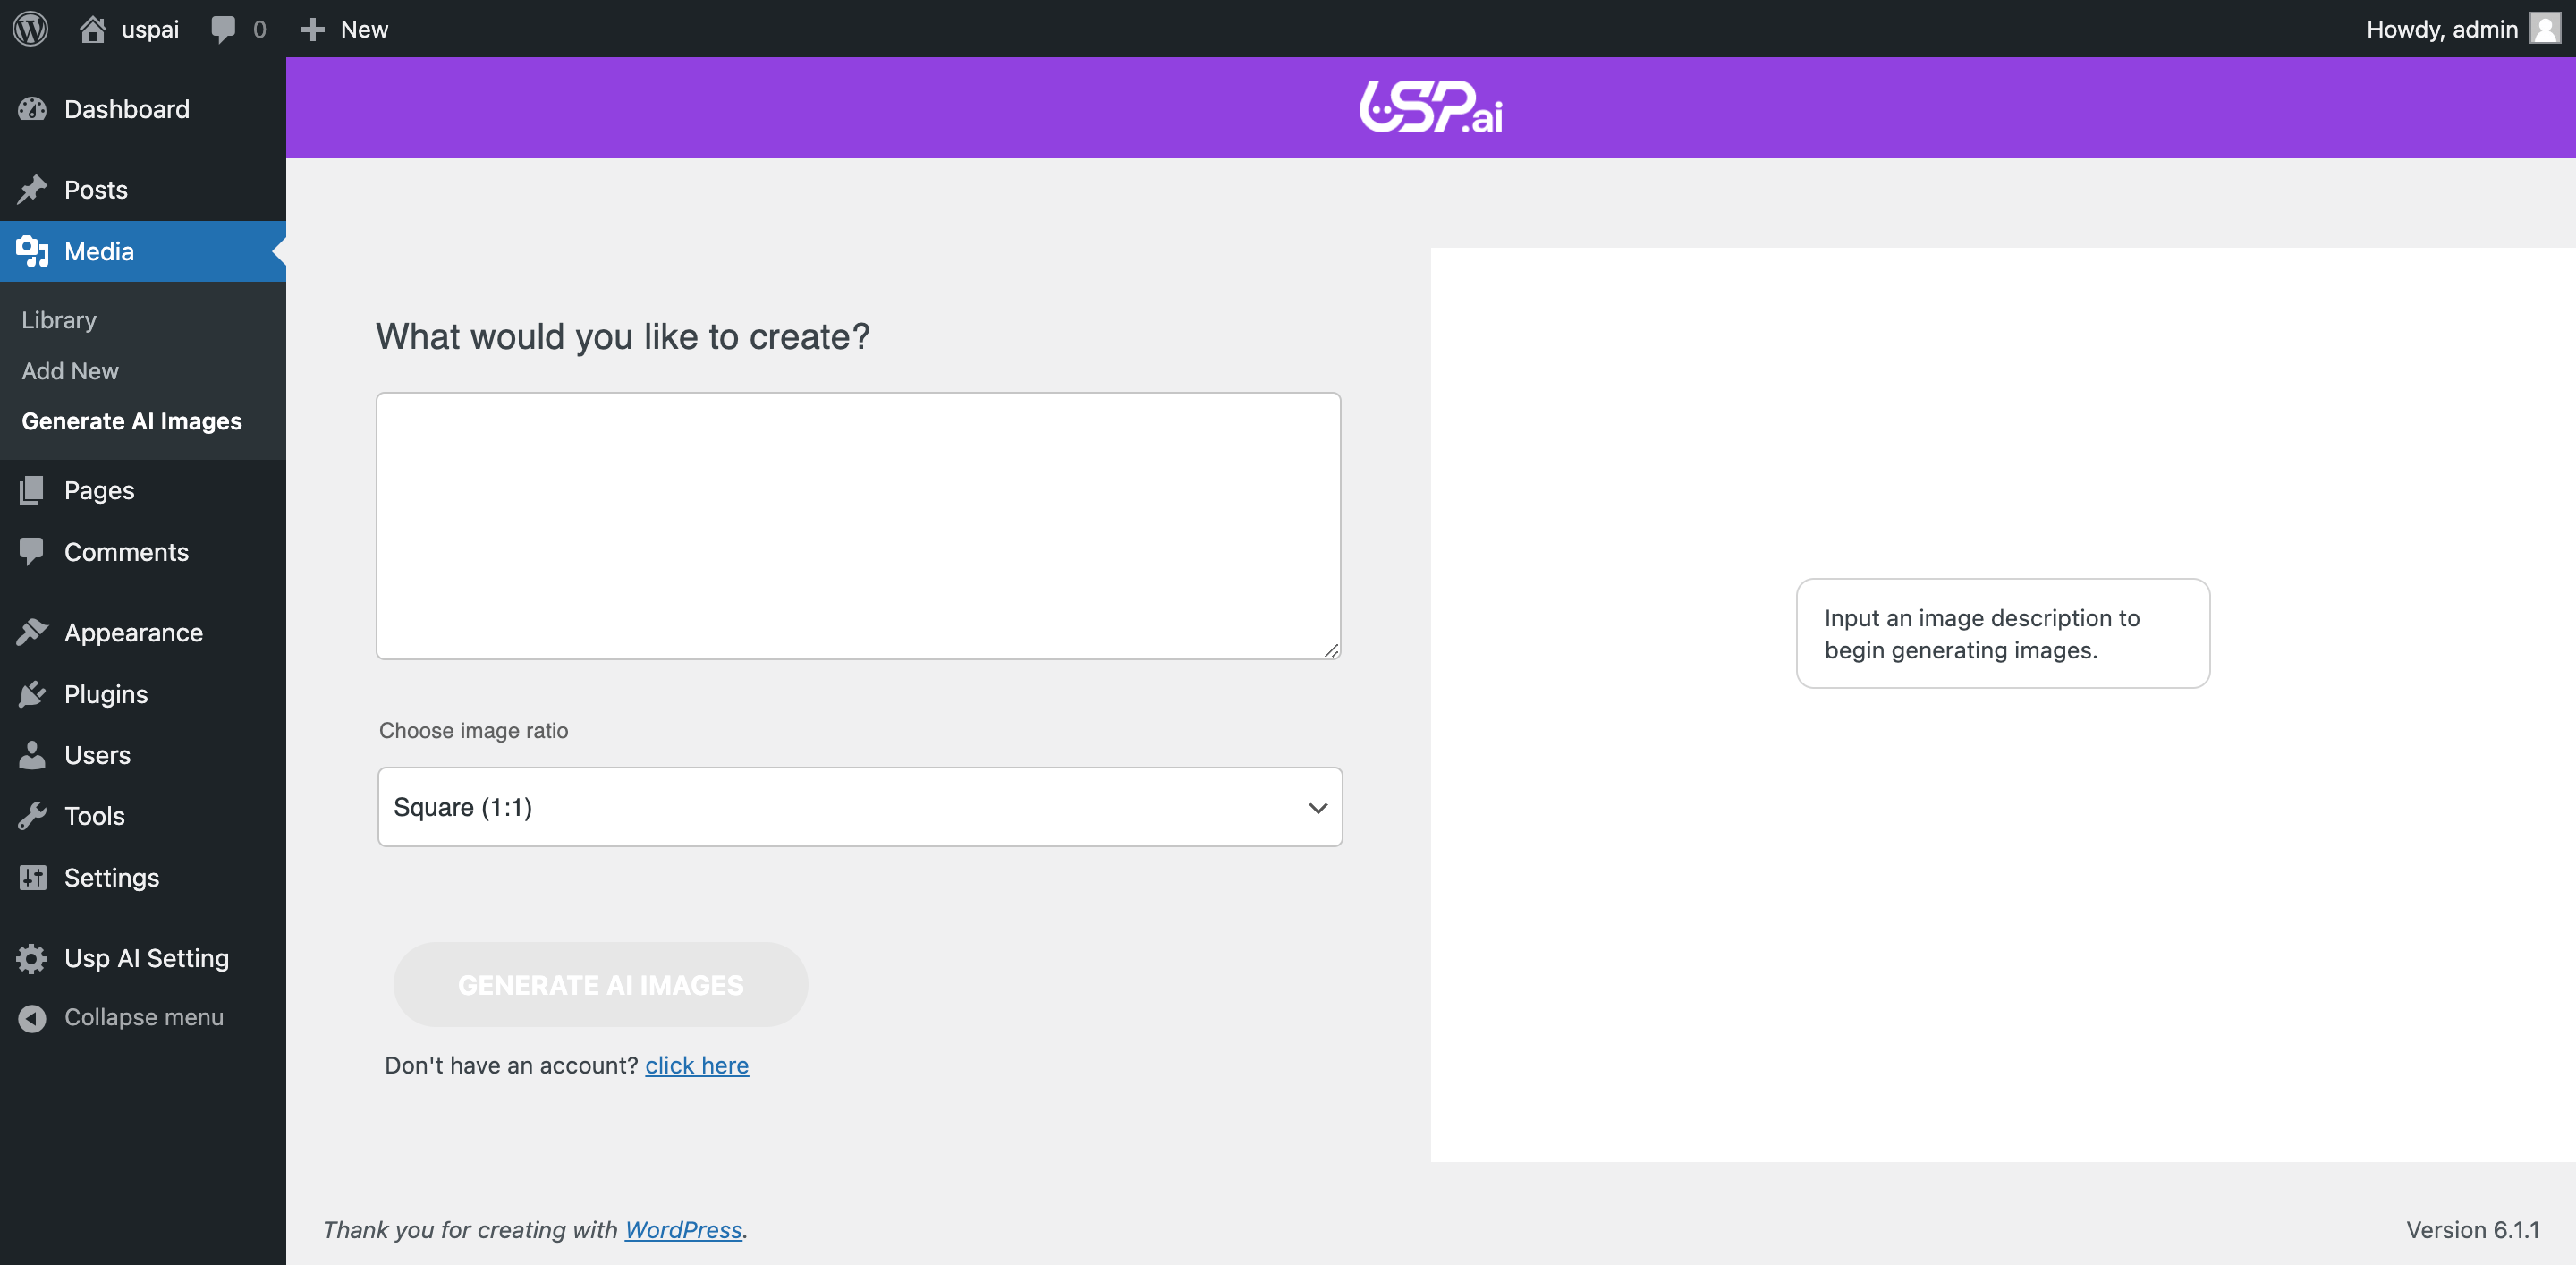 uspai
0
New
Howdy, admin
USP.ai
Dashboard
Posts
Media
Library
Add New
Generate AI Images
Pages
Comments
Appearance
Plugins
Users
Tools
Settings
Usp AI Setting
Collapse menu
What would you like to create?
Choose image ratio
Square (1:1)
GENERATE AI IMAGES
Don't have an account? click here
Input an image description to
begin generating images.
Thank you for creating with WordPress.
Version 6.1.1